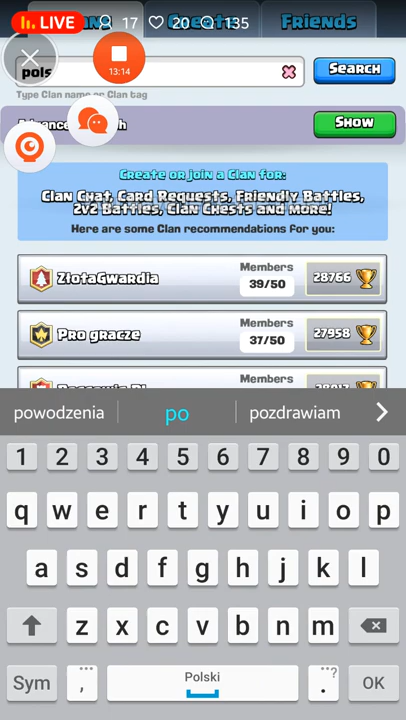 LIVE 17 20 135
Friends
pols
Search
13:14
Type Clan name or Clan tag
Show
Create or join a Clan for:
Clan Chat, Card Requests, Friendly Battles,
2v2 Battles, Clan Chests and more!
Here are some Clan recommendations for you:
ZłotaGwardia
Members
39/50
28766
Pro gracze
Members
37/50
27958
Members
powodzenia po pozdrawiam
1 2 3 4 5 6 7 8 9 0
q w e r t y u i o p
a s d f g h j k l
z x c v b n m
Sym , Polski . ? OK